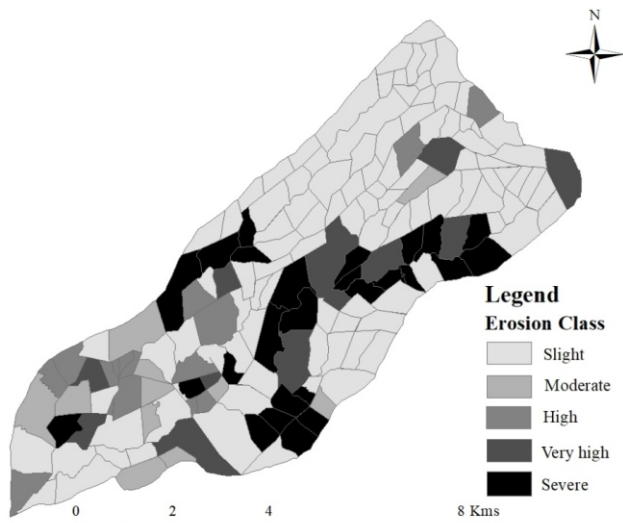 N
Legend
Erosion Class
Slight
Moderate
High
Very high
Severe
0 2 4 8 Kms